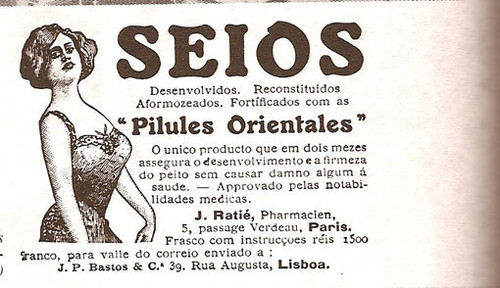 SEIOS
Desenvolvidos. Reconstituidos
Aformozeados. Fortificados com as
"Pilules Orientales"
O unico producto que em dois mezes
assegura o desenvolvimento e a firmeza
do peito sem causar damno algum á
saude. — Approvado pelas notabi-
lidades medicas.
J. Ratié, Pharmacien,
5, passage Verdeau, Paris.
Frasco com instrucções réis 1500
franco, para valle do correio enviado a :
J. P. Bastos & C.ª 39. Rua Augusta, Lisboa.